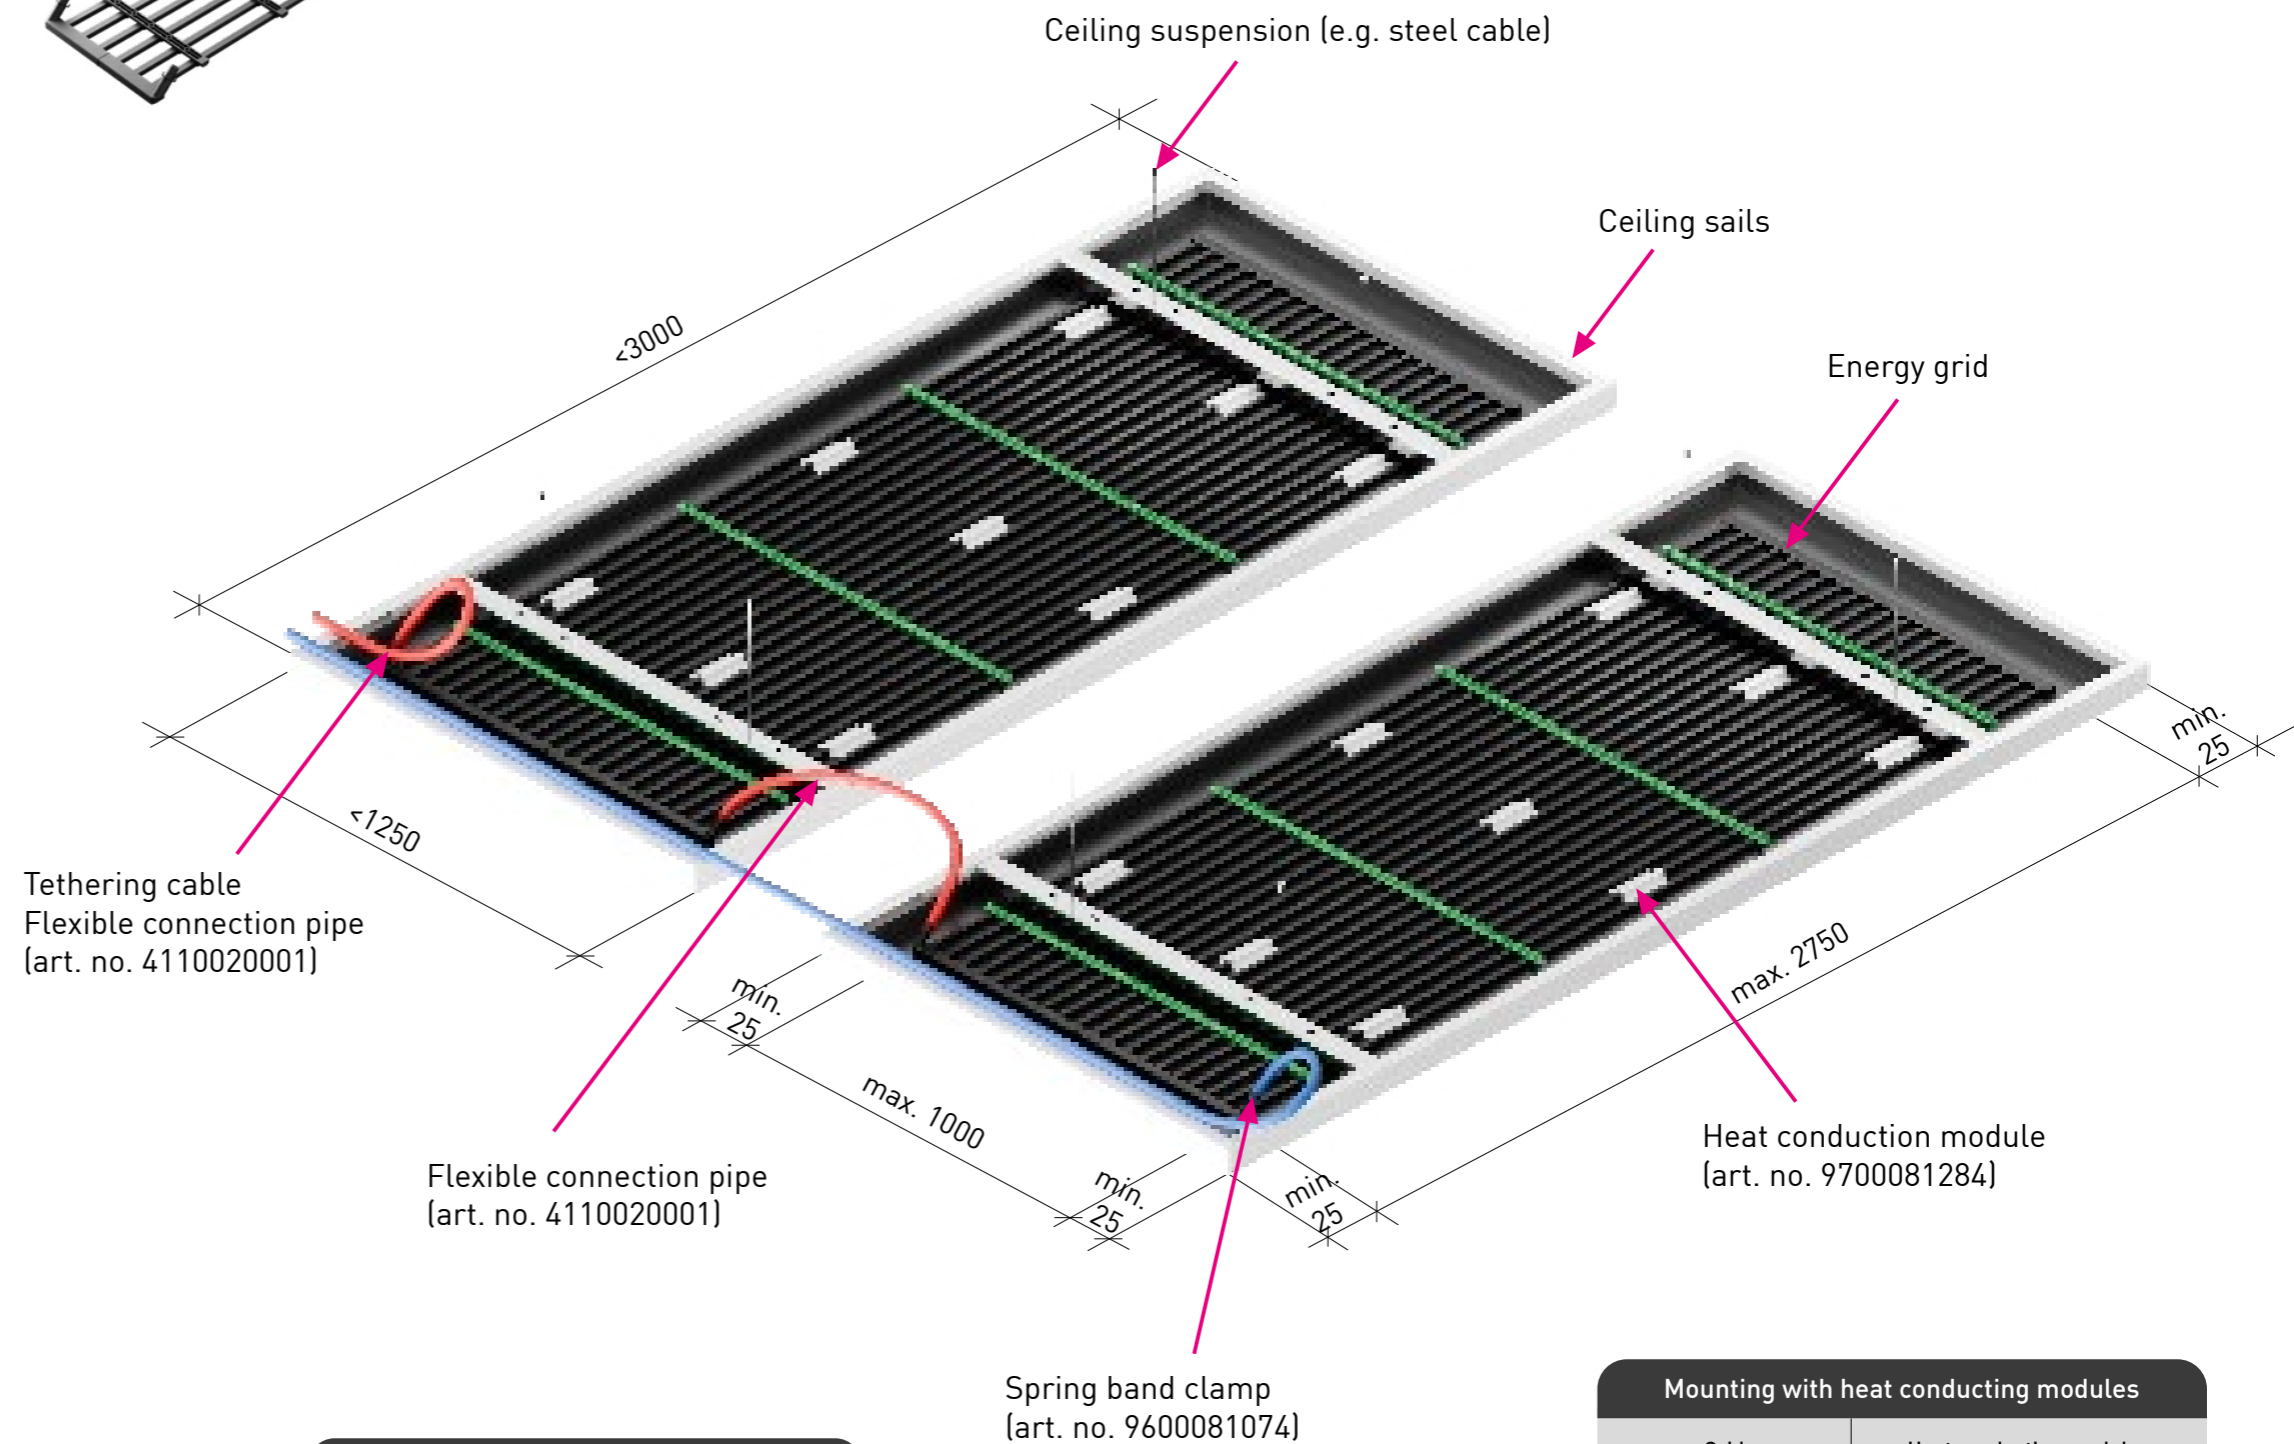 Ceiling suspension (e.g. steel cable)
Ceiling sails
<3000
Energy grid
min.
25
<1250
Tethering cable
Flexible connection pipe
(art. no. 4110020001)
max. 2750
min.
25
max. 1000
Heat conduction module
(art. no. 9700081284)
Flexible connection pipe
(art. no. 4110020001)
min.
25
min.
25
Spring band clamp
(art. no. 9600081074)
Mounting with heat conducting modules